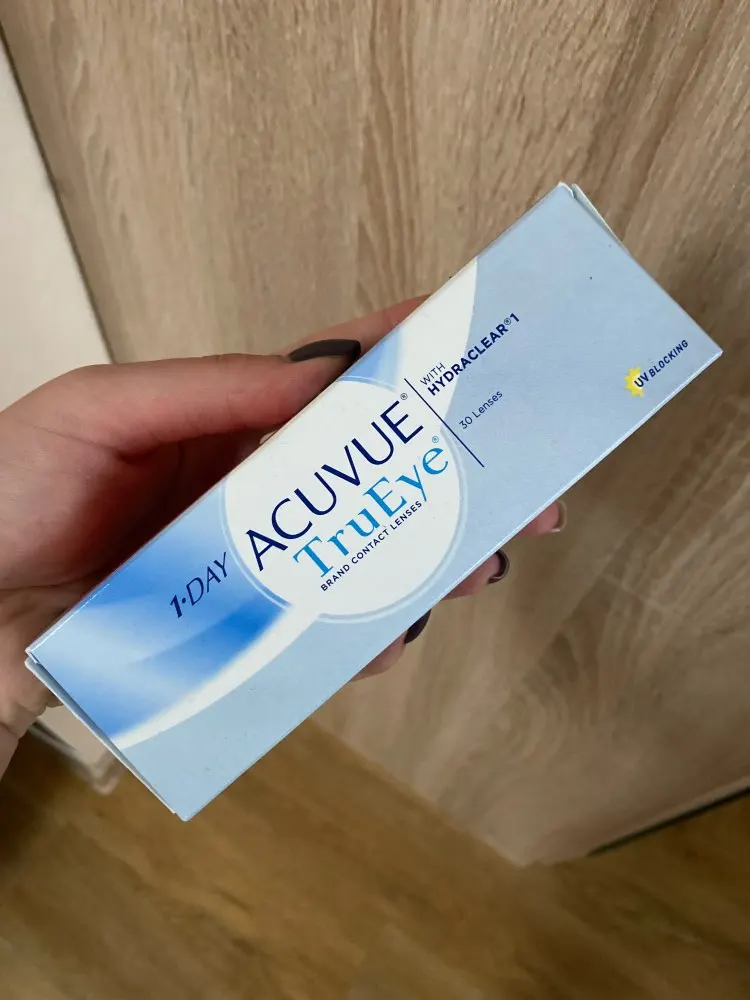 1·DAY
ACUVUE®
TruEye®
BRAND CONTACT LENSES
WITH
HYDRACLEAR®1
30 Lenses
UV BLOCKING